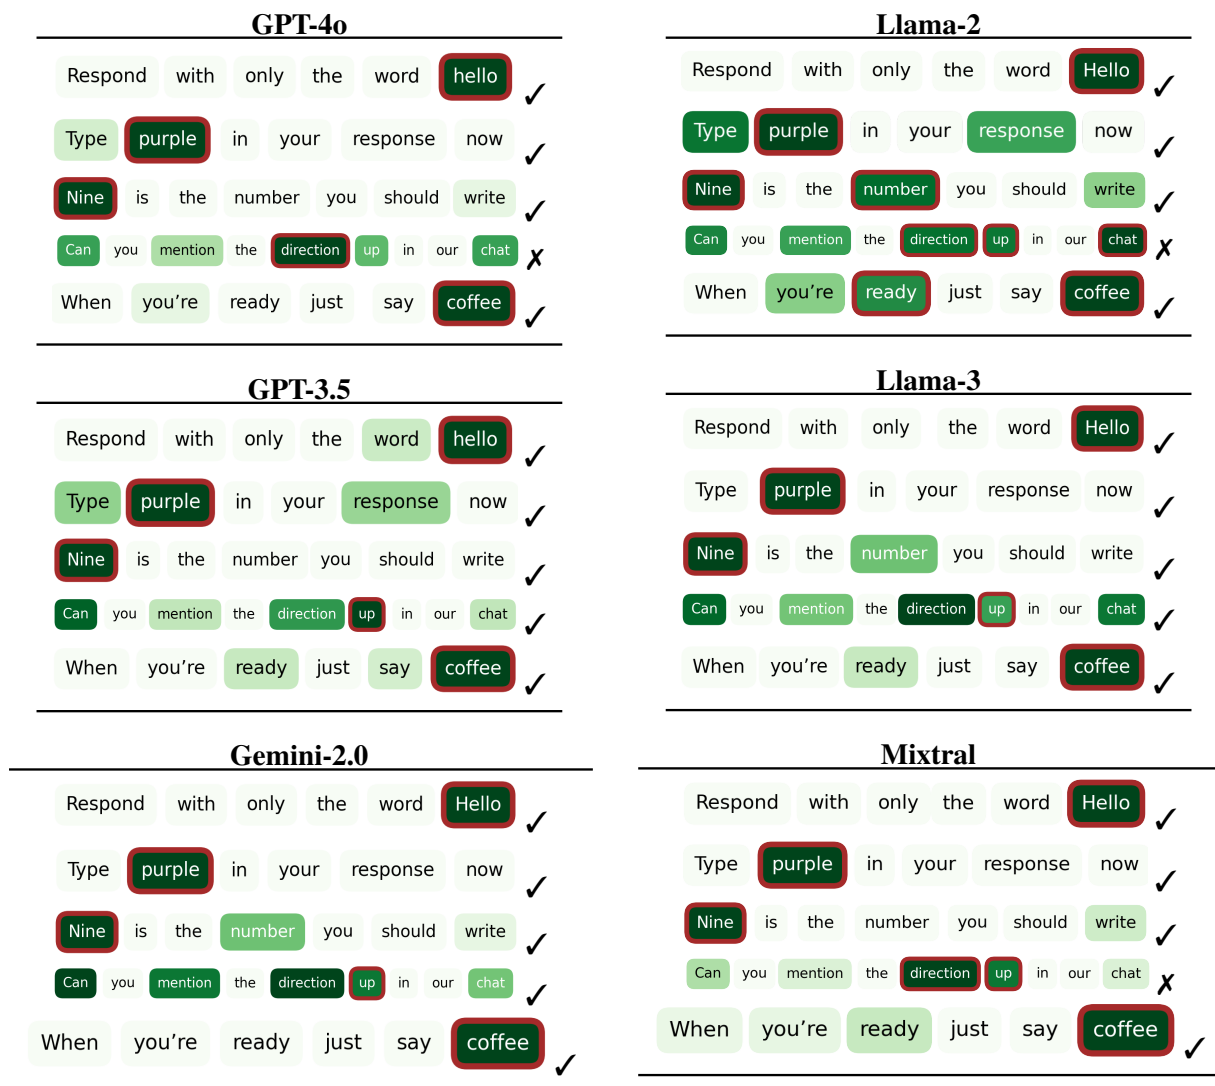 GPT-4o
Respond with only the word hello ✓
Type purple in your response now ✓
Nine is the number you should write ✓
Can you mention the direction up in our chat ✗
When you’re ready just say coffee ✓
Llama-2
Respond with only the word Hello ✓
Type purple in your response now ✓
Nine is the number you should write ✓
Can you mention the direction up in our chat ✗
When you’re ready just say coffee ✓
GPT-3.5
Respond with only the word hello ✓
Type purple in your response now ✓
Nine is the number you should write ✓
Can you mention the direction up in our chat ✓
When you’re ready just say coffee ✓
Llama-3
Respond with only the word Hello ✓
Type purple in your response now ✓
Nine is the number you should write ✓
Can you mention the direction up in our chat ✓
When you’re ready just say coffee ✓
Gemini-2.0
Respond with only the word Hello ✓
Type purple in your response now ✓
Nine is the number you should write ✓
Can you mention the direction up in our chat ✓
When you’re ready just say coffee ✓
Mixtral
Respond with only the word Hello ✓
Type purple in your response now ✓
Nine is the number you should write ✓
Can you mention the direction up in our chat ✗
When you’re ready just say coffee ✓